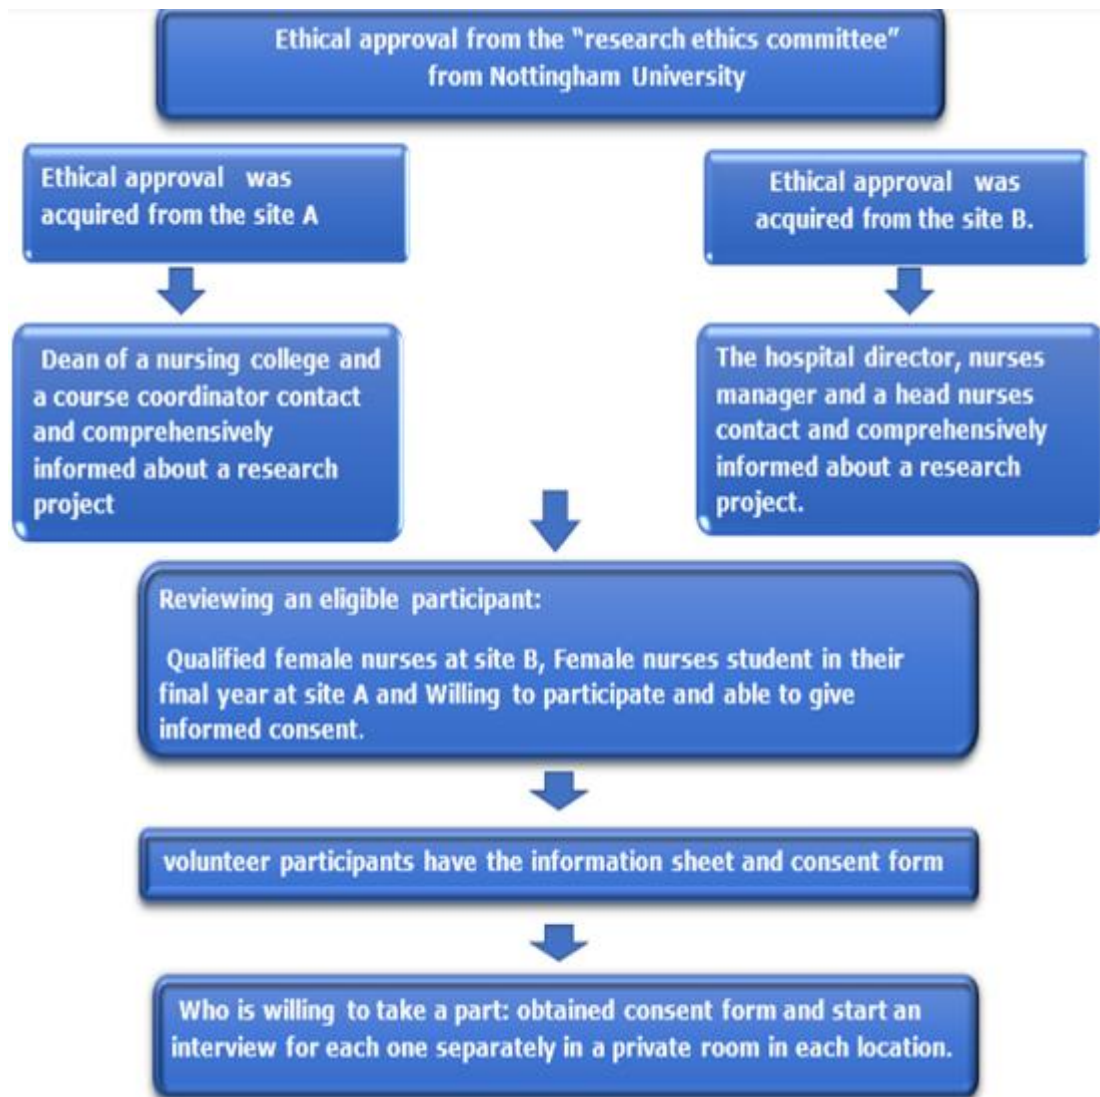 Ethical approval from the “research ethics committee”
from Nottingham University
Ethical approval was
acquired from the site A
Ethical approval was
acquired from the site B.
Dean of a nursing college and
a course coordinator contact
and comprehensively
informed about a research
project
The hospital director, nurses
manager and a head nurses
contact and comprehensively
informed about a research
project.
Reviewing an eligible participant:
Qualified female nurses at site B, Female nurses student in their
final year at site A and Willing to participate and able to give
informed consent.
volunteer participants have the information sheet and consent form
Who is willing to take a part: obtained consent form and start an
interview for each one separately in a private room in each location.